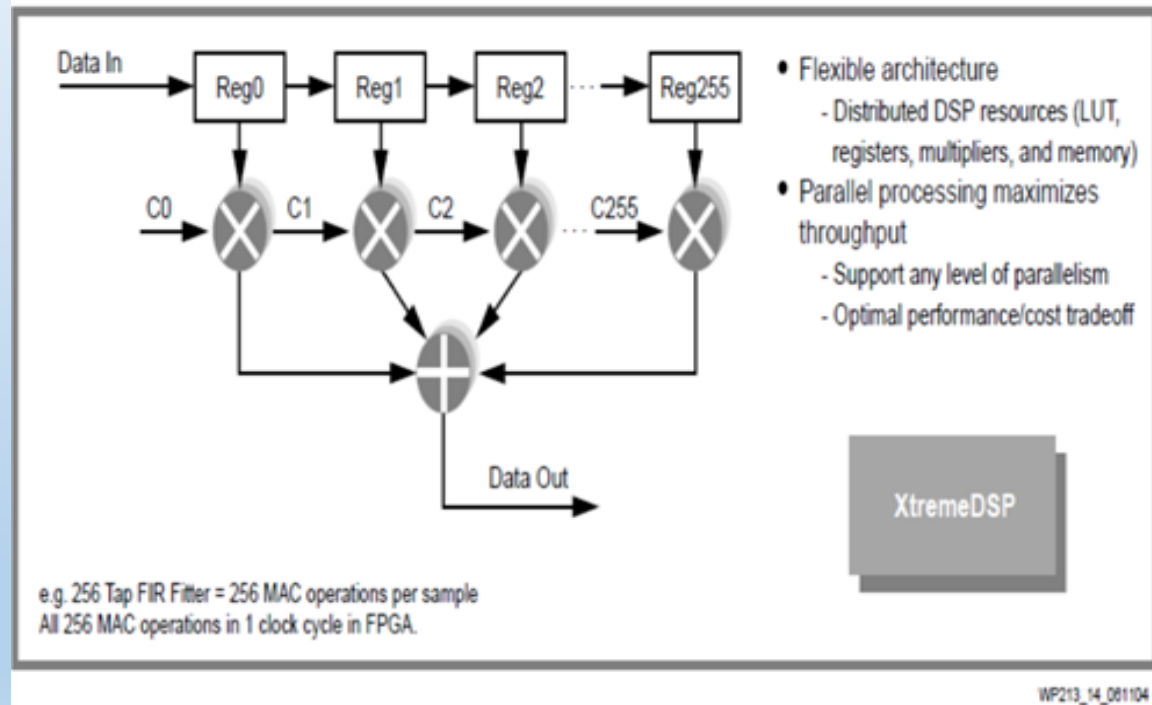 Data In
Reg0
Reg1
Reg2
Reg255
C0
C1
C2
C255
Data Out
• Flexible architecture
- Distributed DSP resources (LUT,
registers, multipliers, and memory)
• Parallel processing maximizes
throughput
- Support any level of parallelism
- Optimal performance/cost tradeoff
XtremeDSP
e.g. 256 Tap FIR Fitter = 256 MAC operations per sample
All 256 MAC operations in 1 clock cycle in FPGA.
WP213_14_061104